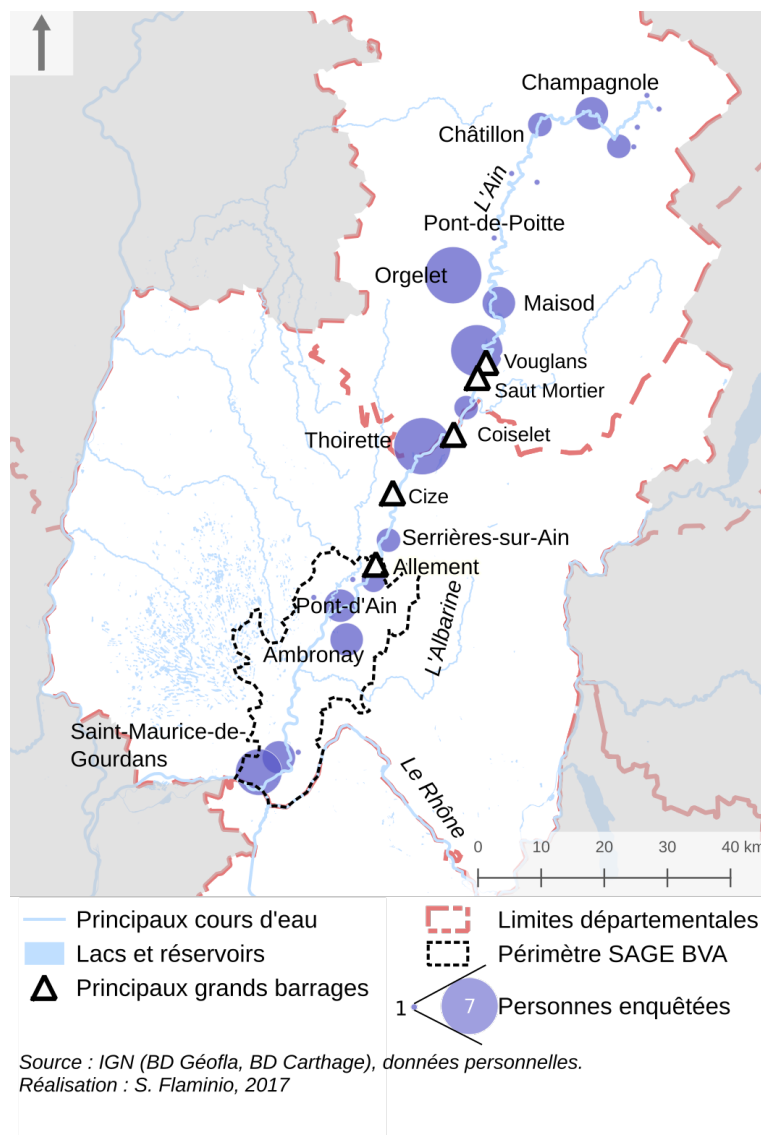 Champagnole
Châtillon
L'Ain
Pont-de-Poitte
Orgelet
Maisod
Vouglans
Saut Mortier
Thoirette
Coiselet
Cize
Serrières-sur-Ain
Allement
Pont-d'Ain
L'Albarine
Ambronay
Saint-Maurice-de-
Gourdans
Le Rhône
0 10 20 30 40 km
Principaux cours d'eau
Lacs et réservoirs
Principaux grands barrages
Limites départementales
Périmètre SAGE BVA
1 7 Personnes enquêtées
Source : IGN (BD Géofla, BD Carthage), données personnelles.
Réalisation : S. Flaminio, 2017